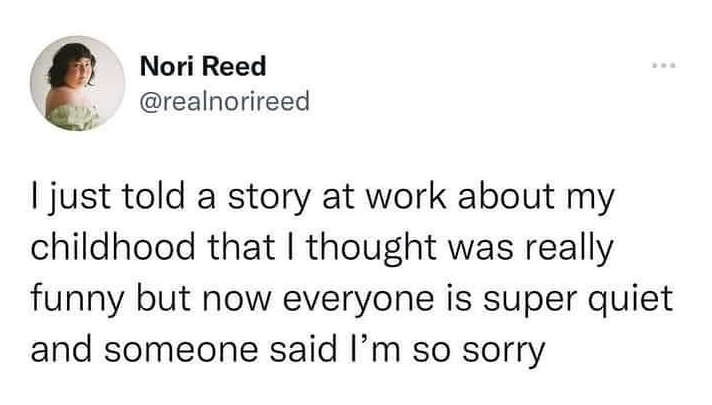 Nori Reed
@realnorireed
I just told a story at work about my
childhood that I thought was really
funny but now everyone is super quiet
and someone said I’m so sorry